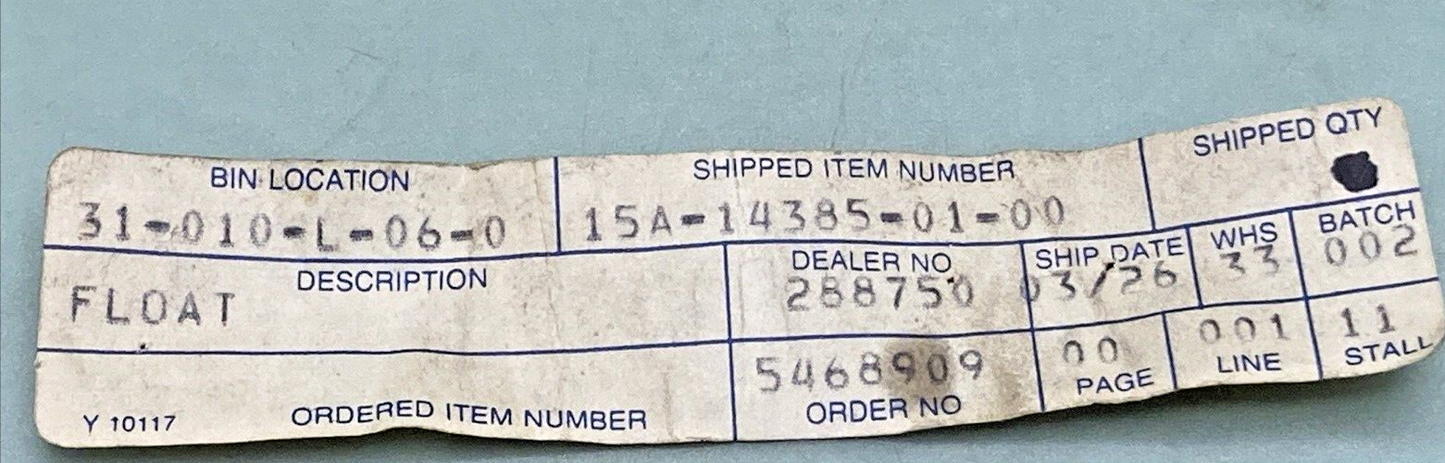 BIN LOCATION
31-010-L-06-0
SHIPPED ITEM NUMBER
15A-14385-01-00
SHIPPED QTY
DESCRIPTION
FLOAT
DEALER NO.
288750
SHIP DATE
03/26
WHS
33
BATCH
002
Y 10117
ORDERED ITEM NUMBER
5468909
ORDER NO
00
PAGE
001
LINE
11
STALL